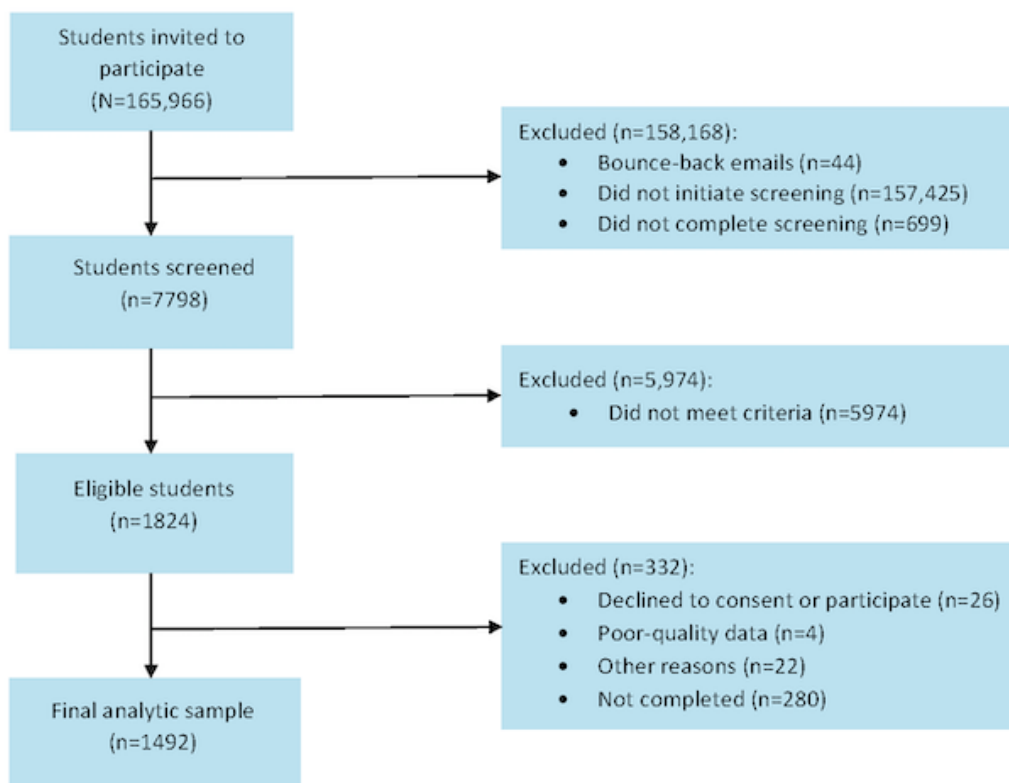 Students invited to
participate
(N=165,966)
Excluded (n=158,168):
• Bounce-back emails (n=44)
• Did not initiate screening (n=157,425)
• Did not complete screening (n=699)
Students screened
(n=7798)
Excluded (n=5,974):
• Did not meet criteria (n=5974)
Eligible students
(n=1824)
Excluded (n=332):
• Declined to consent or participate (n=26)
• Poor-quality data (n=4)
• Other reasons (n=22)
• Not completed (n=280)
Final analytic sample
(n=1492)